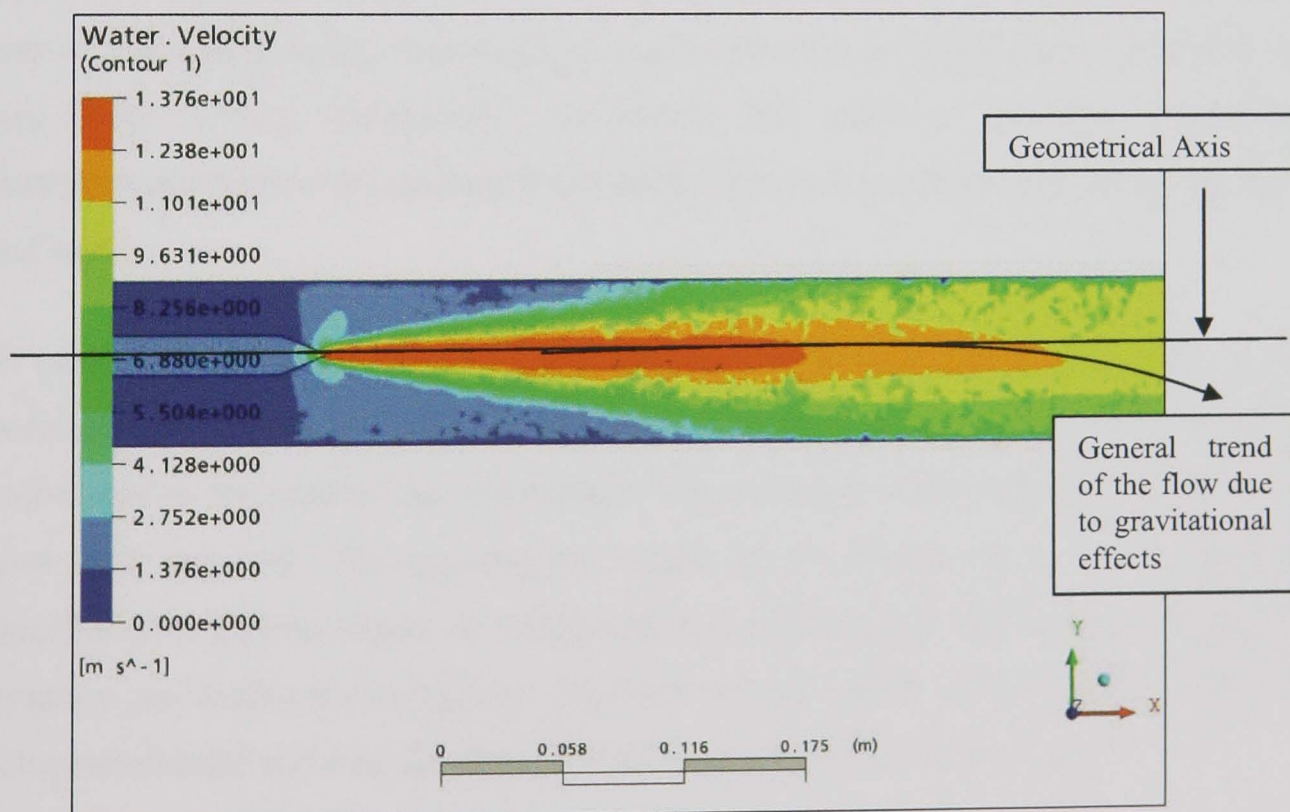 Water.Velocity
(Contour 1)
1.376e+001
1.238e+001
1.101e+001
9.631e+000
8.256e+000
6.880e+000
5.504e+000
4.128e+000
2.752e+000
1.376e+000
0.000e+000
[m s^-1]
Geometrical Axis
General trend
of the flow due
to gravitational
effects
Y
Z
X
0 0.058 0.116 0.175 (m)